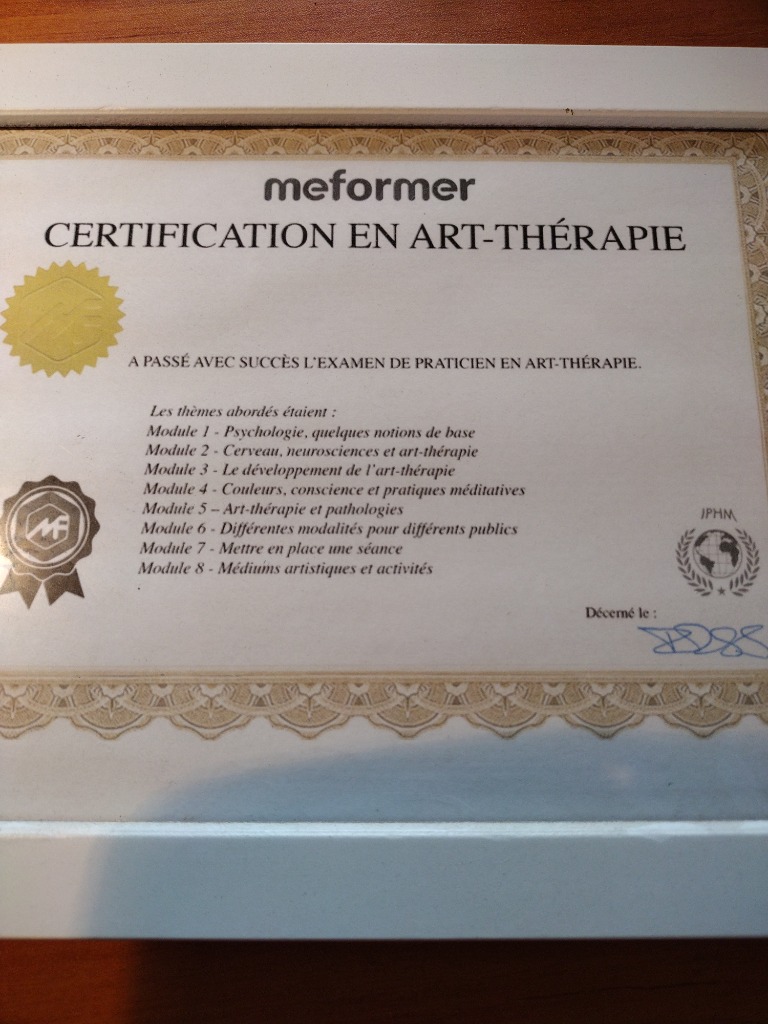 meformer
CERTIFICATION EN ART-THÉRAPIE
A PASSÉ AVEC SUCCÈS L'EXAMEN DE PRATICIEN EN ART-THÉRAPIE.
Les thèmes abordés étaient :
Module 1 - Psychologie, quelques notions de base
Module 2 - Cerveau, neurosciences et art-thérapie
Module 3 - Le développement de l'art-thérapie
Module 4 - Couleurs, conscience et pratiques méditatives
Module 5 – Art-thérapie et pathologies
Module 6 - Différentes modalités pour différents publics
Module 7 - Mettre en place une séance
Module 8 - Médiums artistiques et activités
MF
MF
IPHM
Décerné le :